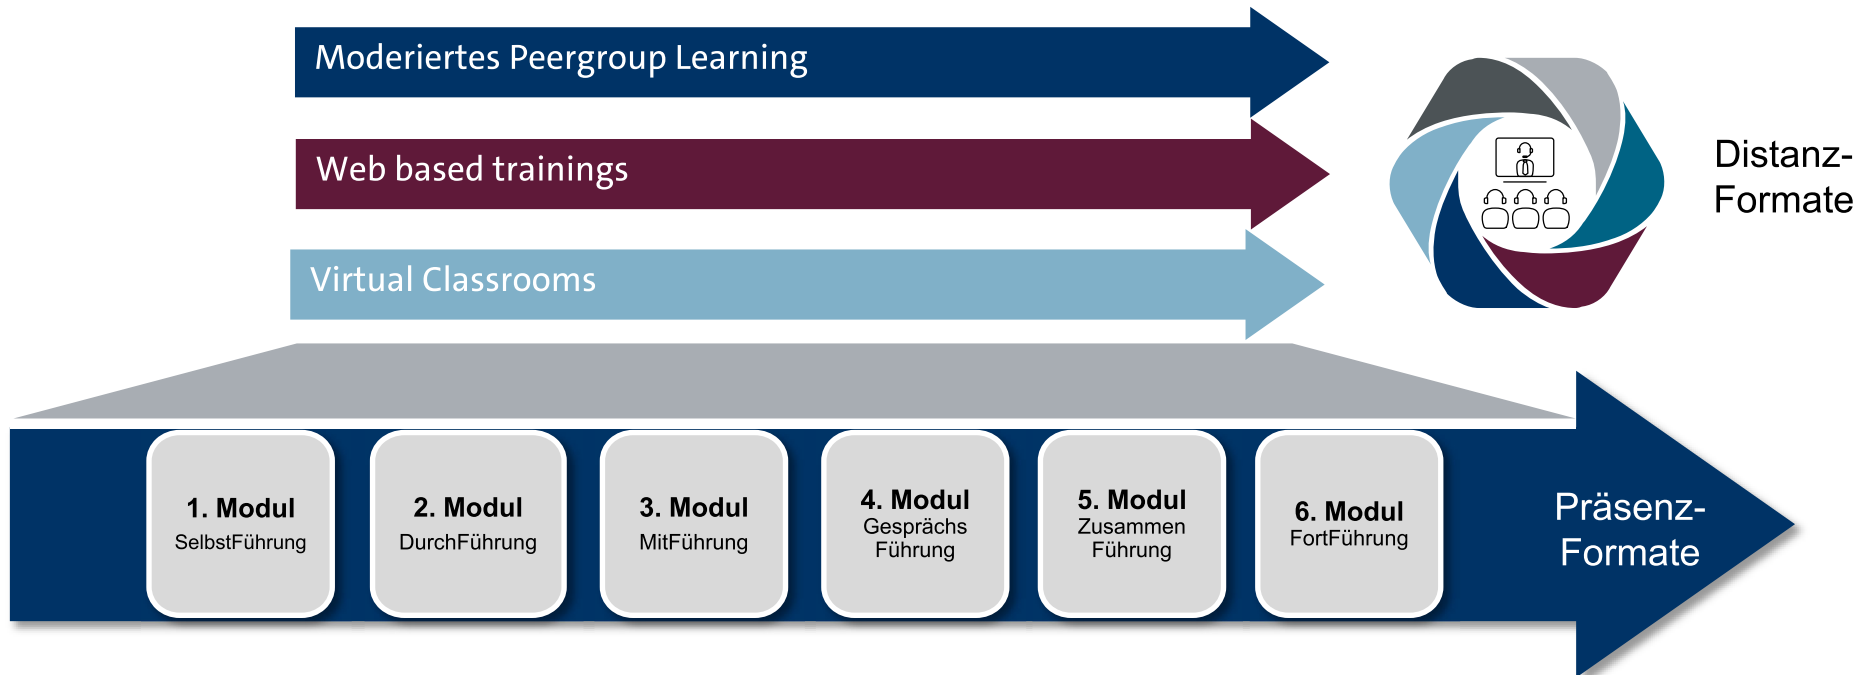 Moderiertes Peergroup Learning
Web based trainings
Virtual Classrooms
Distanz-
Formate
1. Modul
SelbstFührung
2. Modul
DurchFührung
3. Modul
MitFührung
4. Modul
Gesprächs
Führung
5. Modul
Zusammen
Führung
6. Modul
FortFührung
Präsenz-
Formate